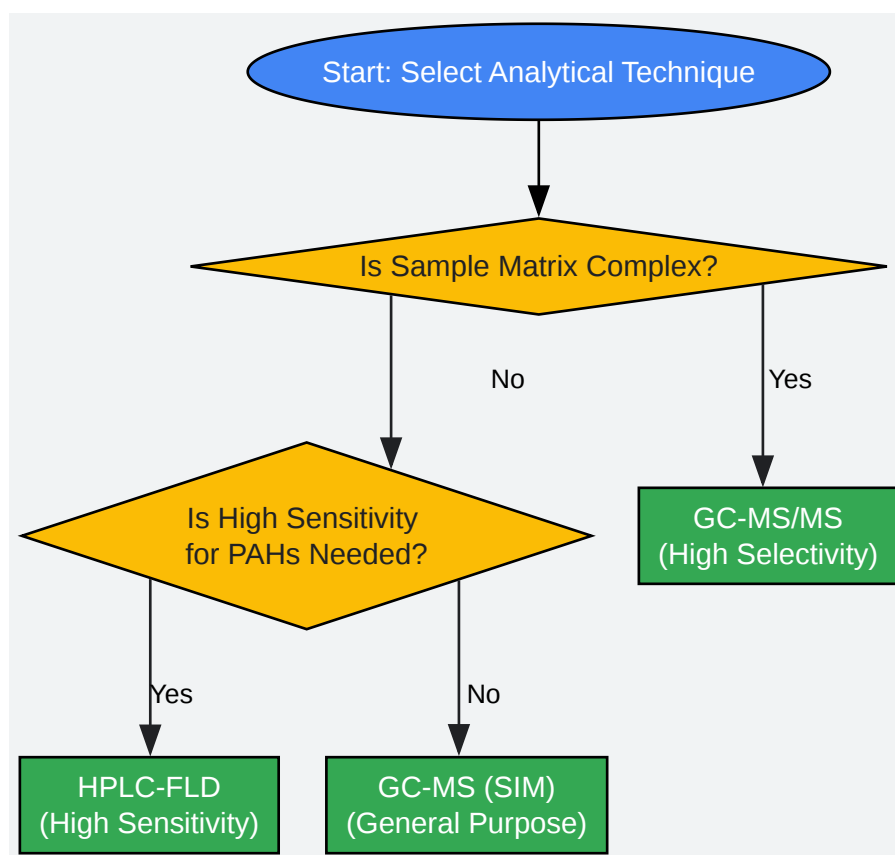 Start: Select Analytical Technique
Is Sample Matrix Complex?
No
Yes
Is High Sensitivity
for PAHs Needed?
GC-MS/MS
(High Selectivity)
Yes
No
HPLC-FLD
(High Sensitivity)
GC-MS (SIM)
(General Purpose)